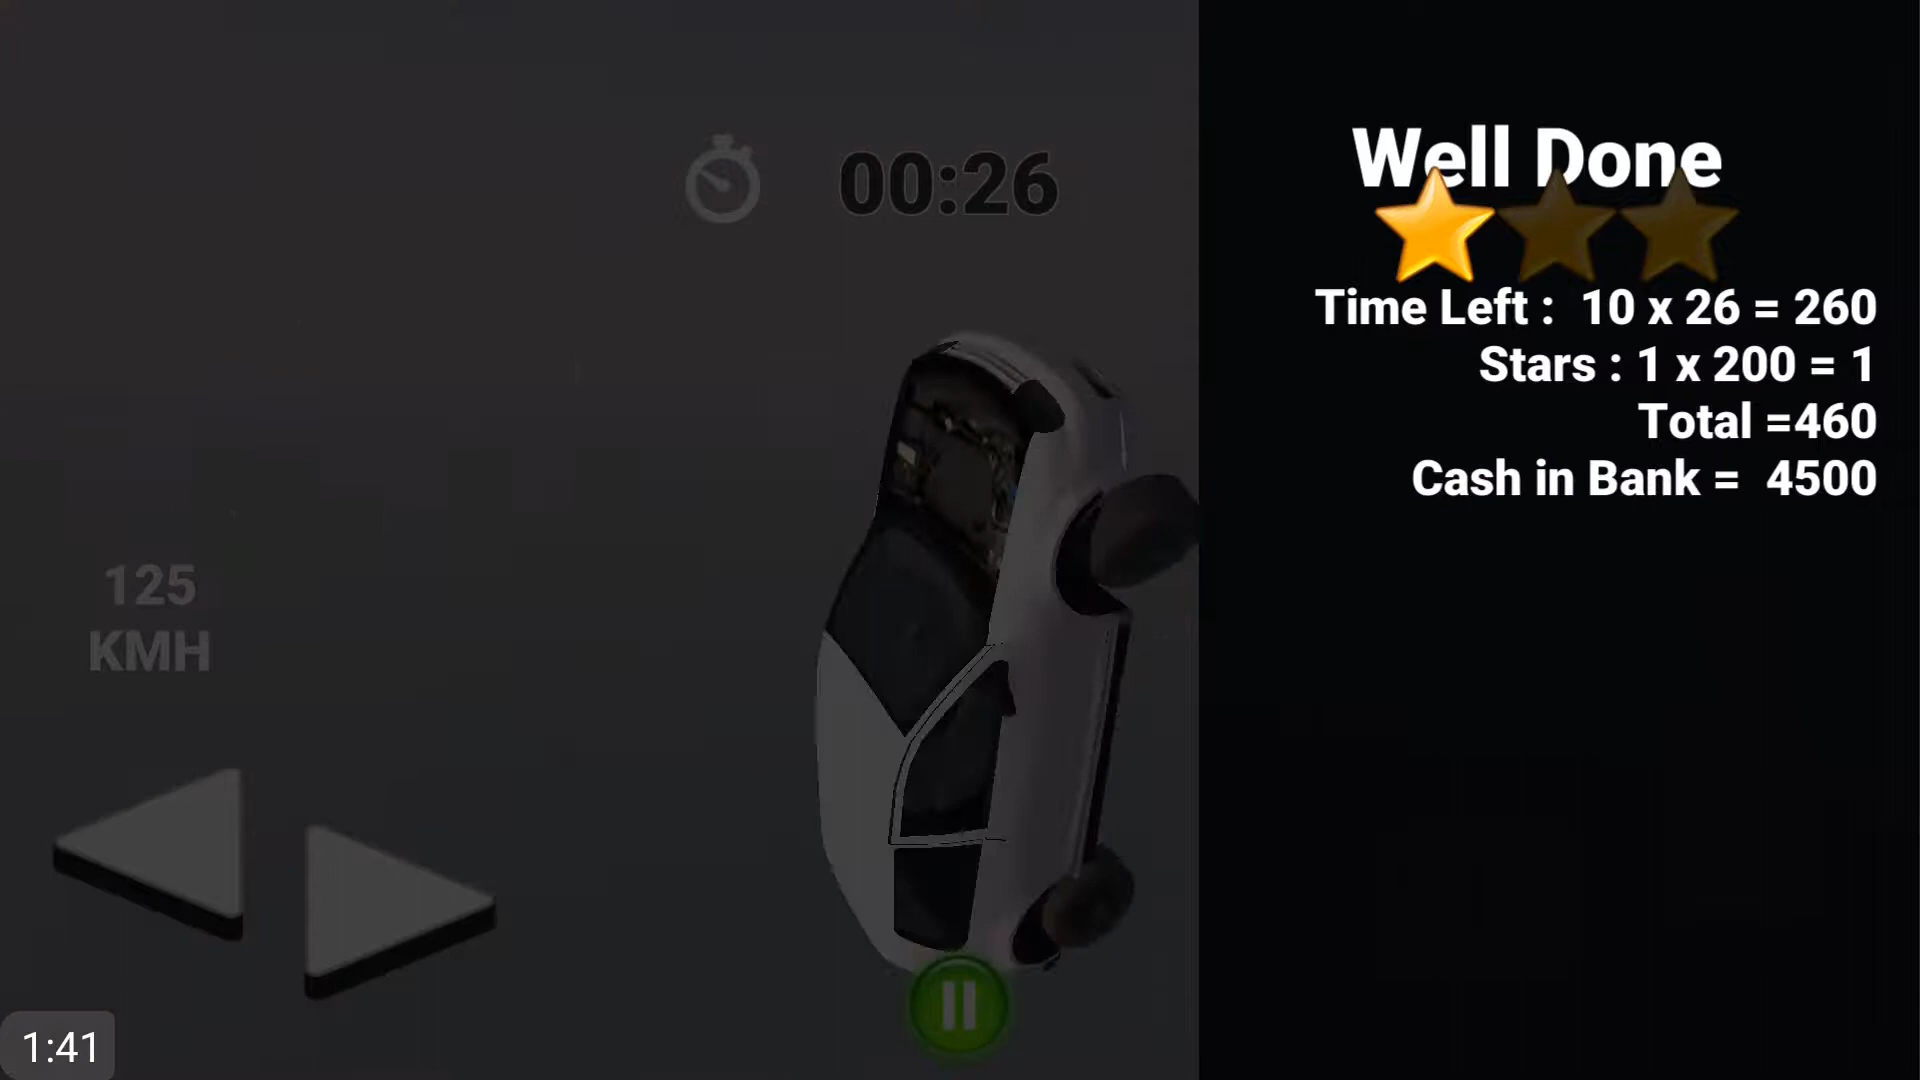 00:26
Well Done
Time Left : 10 x 26 = 260
Stars : 1 x 200 = 1
Total =460
Cash in Bank = 4500
125
KMH
1:41